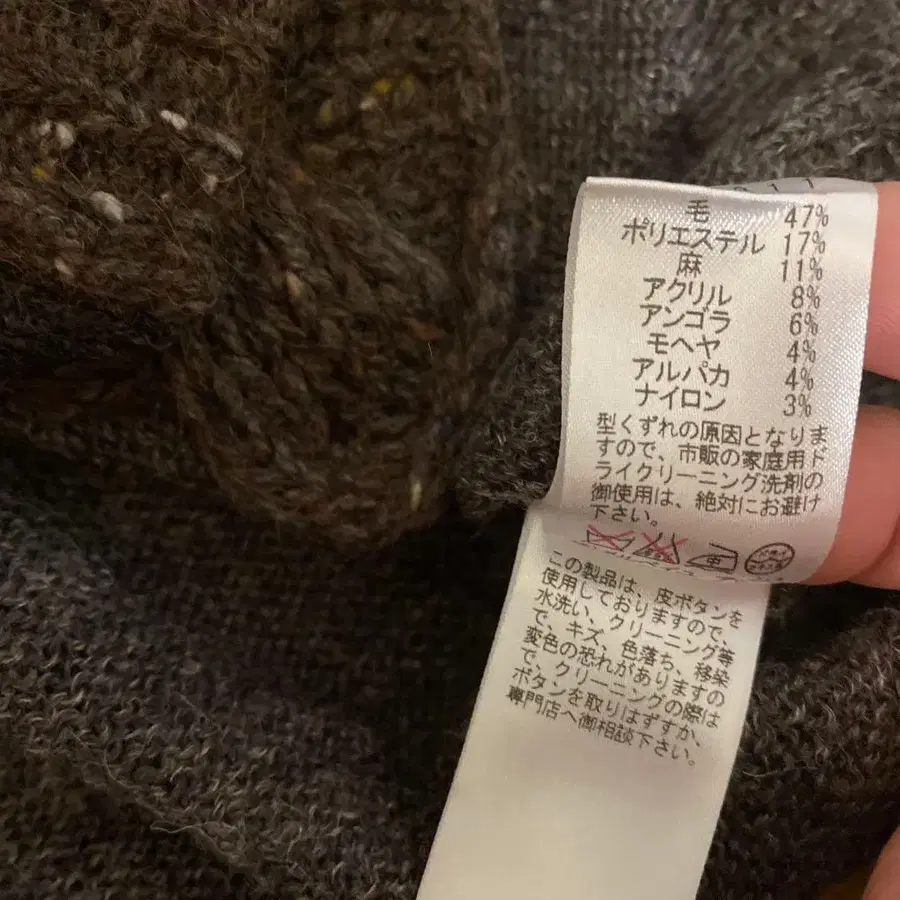 毛 47%
ポリエステル 17%
麻 11%
アクリル 8%
アンゴラ 6%
モヘヤ 4%
アルパカ 4%
ナイロン 3%
型くずれの原因となりま
すので、市販の家庭用ド
ライクリーニング洗剤の
御使用は、絶対にお避け
下さい。
中
この製品は、皮ボタンを
使用しておりますので、
水洗い、クリーニング等
で、キズ、色落ち、移染
変色の恐れがありますの
で、クリーニングの際は
ボタンを取りはずすか、
専門店へ御相談下さい。